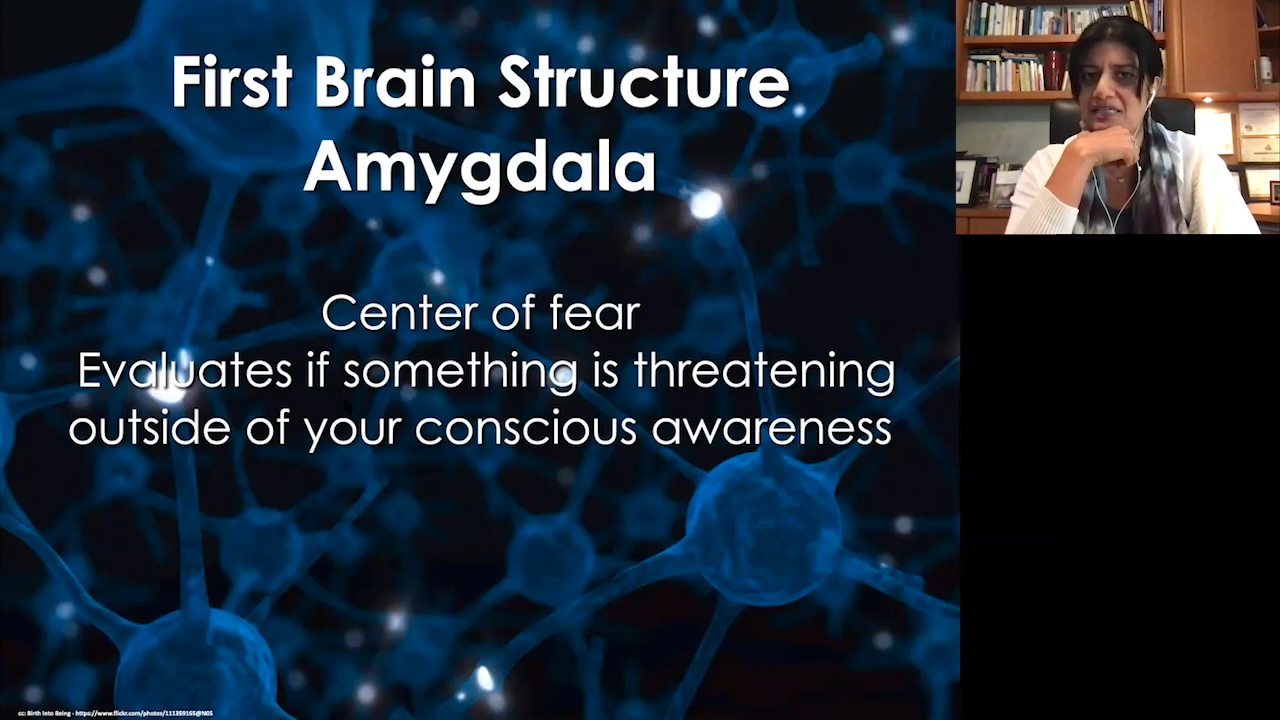 First Brain Structure
Amygdala
Center of fear
Evaluates if something is threatening
outside of your conscious awareness
cc: Birth Into Being - https://www.flickr.com/photos/111359165@N05